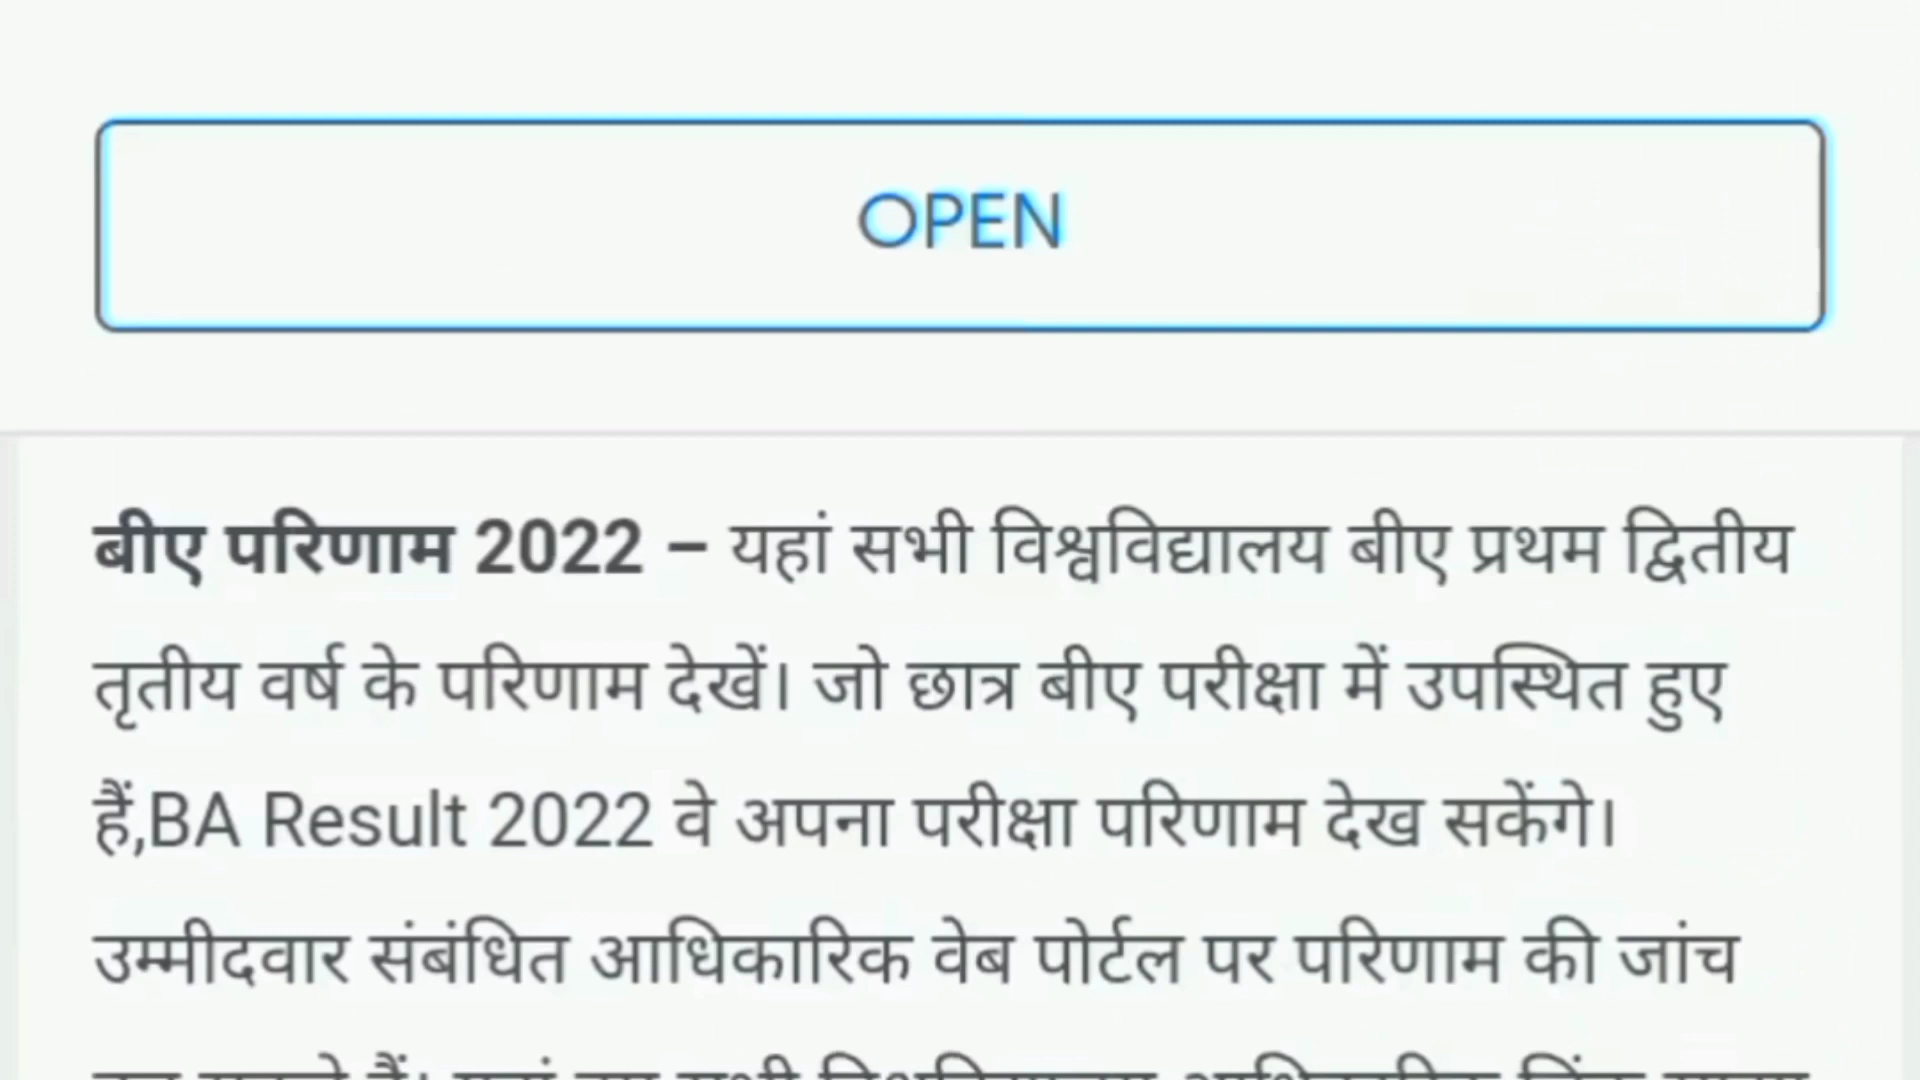 OPEN
बीए परिणाम 2022 – यहां सभी विश्वविद्यालय बीए प्रथम द्वितीय
तृतीय वर्ष के परिणाम देखें। जो छात्र बीए परीक्षा में उपस्थित हुए
हैं,BA Result 2022 वे अपना परीक्षा परिणाम देख सकेंगे।
उम्मीदवार संबंधित आधिकारिक वेब पोर्टल पर परिणाम की जांच